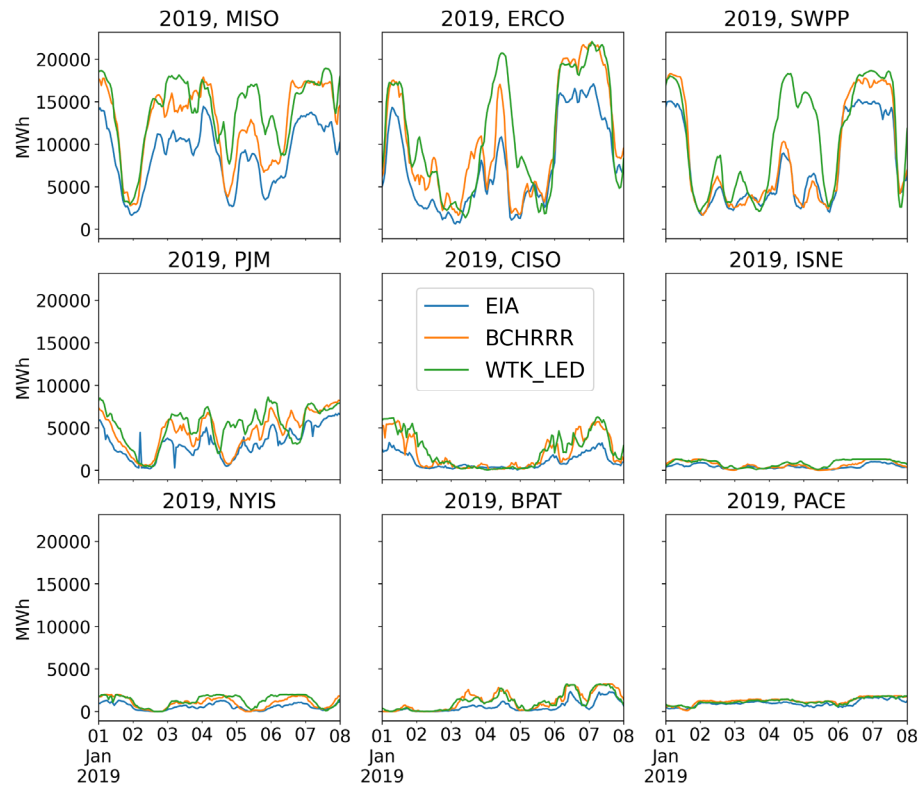 2019, MISO
2019, ERCO
2019, SWPP
20000
15000
10000
5000
0
MWh
2019, PJM
2019, CISO
2019, ISNE
20000
15000
10000
5000
0
MWh
EIA
BCHRRR
WTK_LED
2019, NYIS
2019, BPAT
2019, PACE
20000
15000
10000
5000
0
MWh
01 02 03 04 05 06 07 08
Jan
2019
01 02 03 04 05 06 07 08
Jan
2019
01 02 03 04 05 06 07 08
Jan
2019